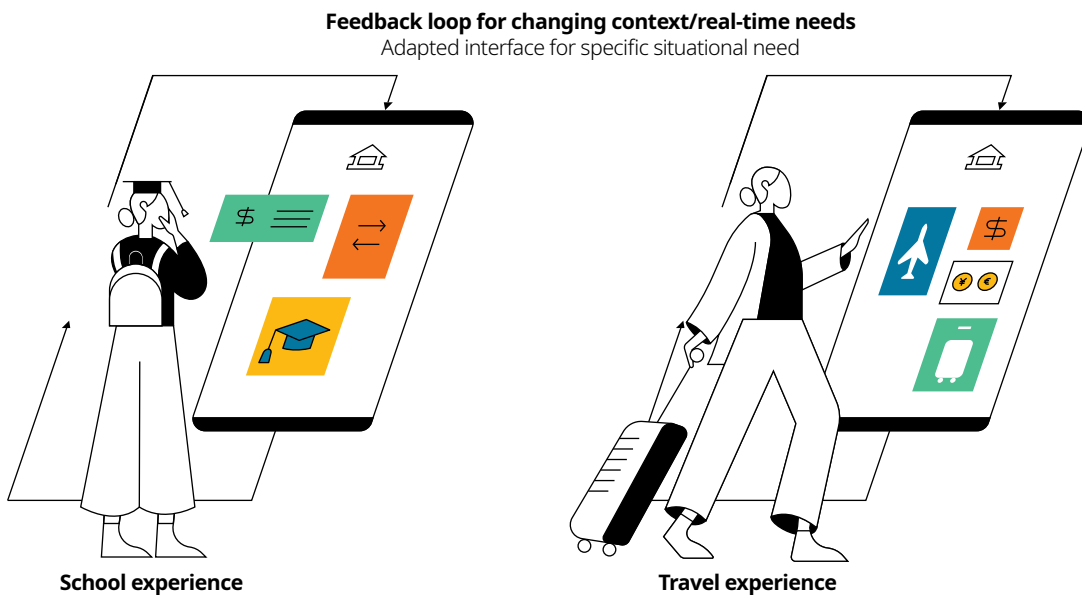 Feedback loop for changing context/real-time needs
Adapted interface for specific situational need
$
$
¥ €
School experience
Travel experience